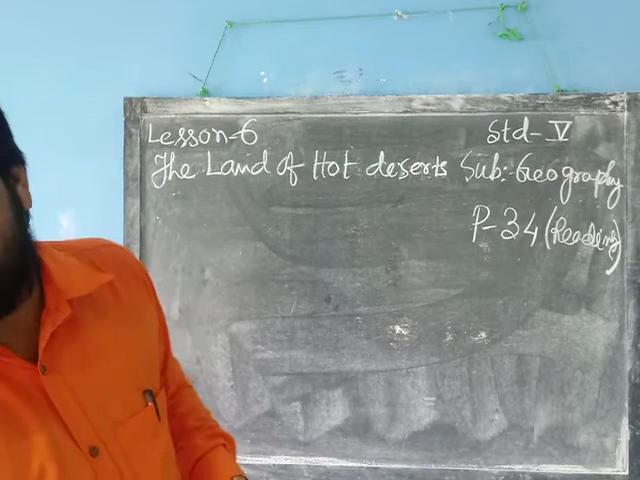 Lesson-6 Std-V
The Land of Hot deserts Sub:-Geography
P-34 (Reading)